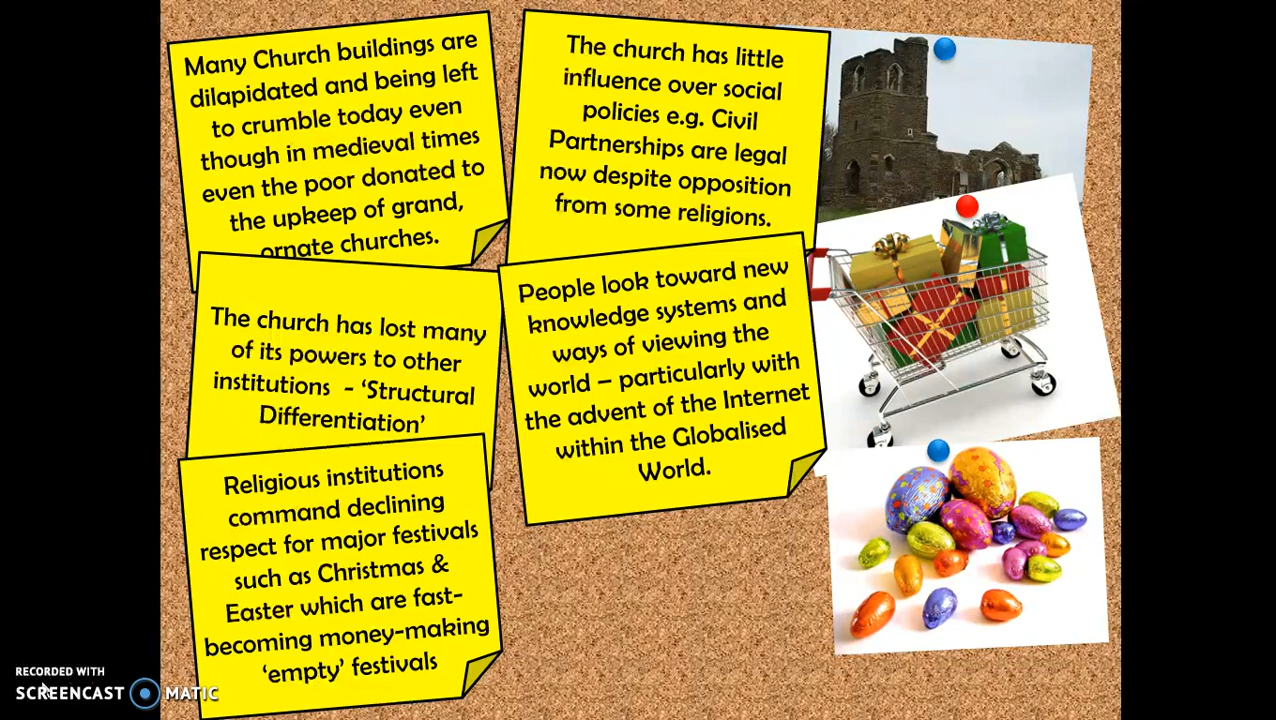 Many Church buildings are
dilapidated and being left
to crumble today even
though in medieval times
even the poor donated to
the upkeep of grand,
ornate churches.
The church has little
influence over social
policies e.g. Civil
Partnerships are legal
now despite opposition
from some religions.
The church has lost many
of its powers to other
institutions - ‘Structural
Differentiation’
People look toward new
knowledge systems and
ways of viewing the
world – particularly with
the advent of the Internet
within the Globalised
World.
Religious institutions
command declining
respect for major festivals
such as Christmas &
Easter which are fast-
becoming money-making
‘empty’ festivals
RECORDED WITH
SCREENCAST MATIC